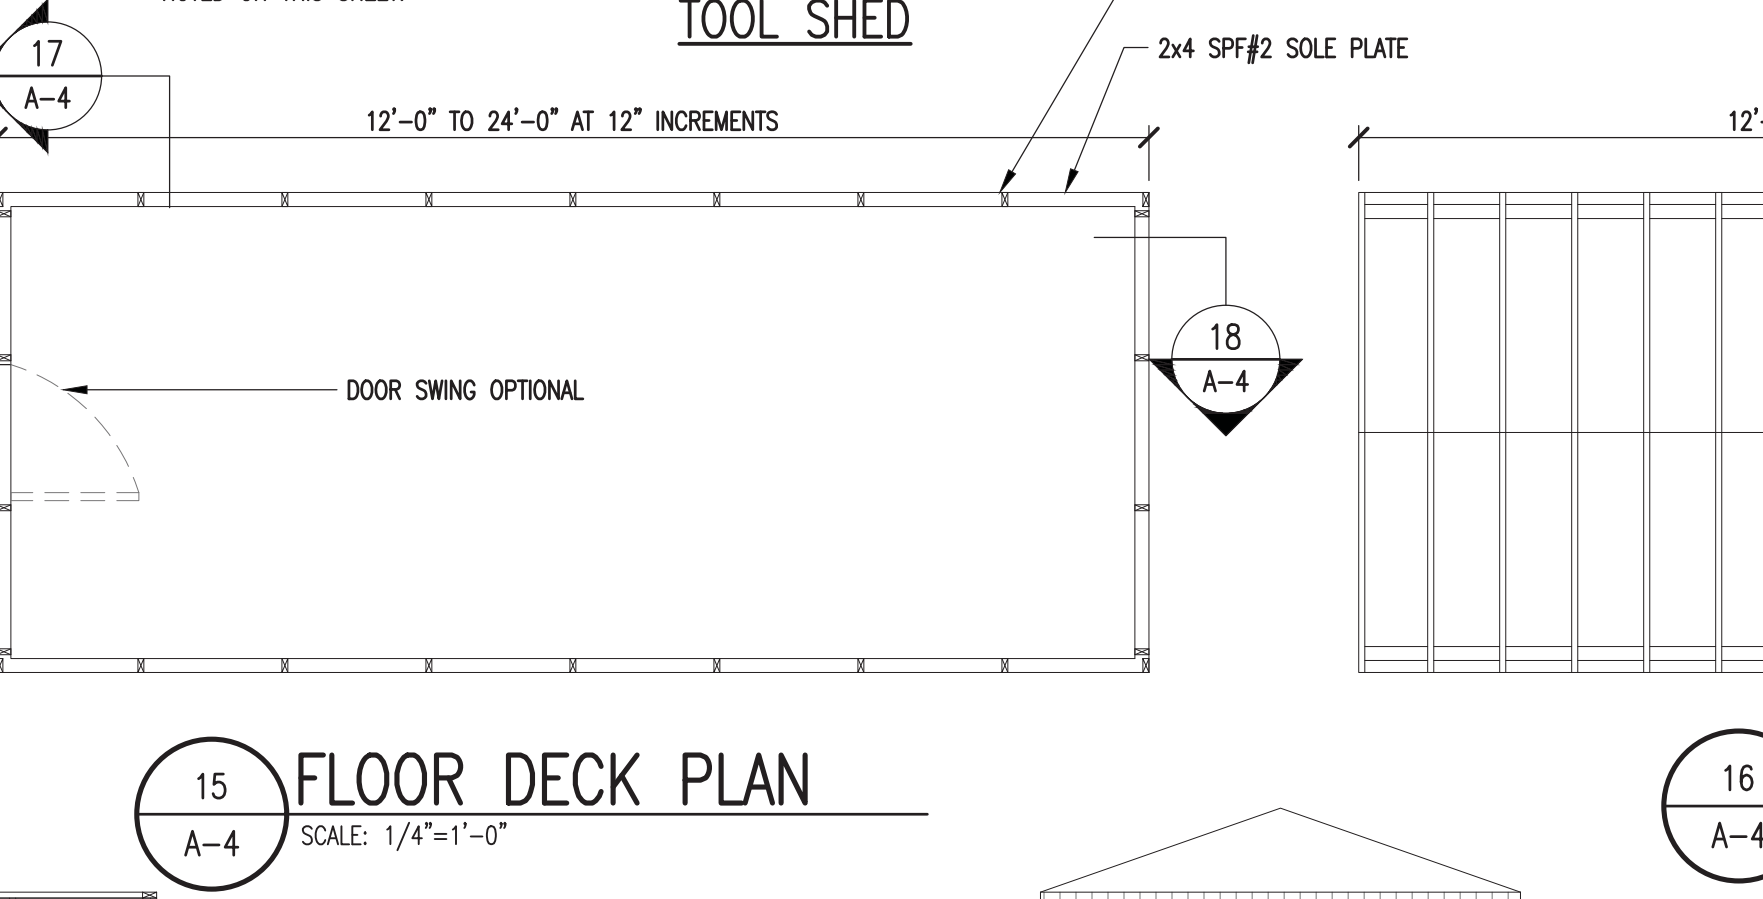 TOOL SHED
17
A-4
2x4 SPF#2 SOLE PLATE
12'-0" TO 24'-0" AT 12" INCREMENTS
12'-
18
A-4
DOOR SWING OPTIONAL
15
A-4
FLOOR DECK PLAN
SCALE: 1/4"=1'-0"
16
A-4